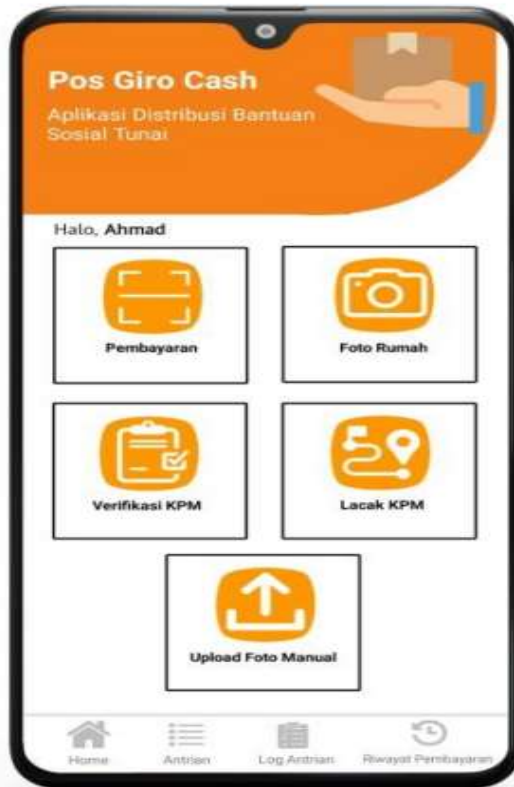 Pos Giro Cash
Aplikasi Distribusi Bantuan
Sosial Tunai
Halo, Ahmad
Pembayaran
Foto Rumah
Verifikasi KPM
Lacak KPM
Upload Foto Manual
Home
Antrian
Log Antrian
Riwayat Pembayaran